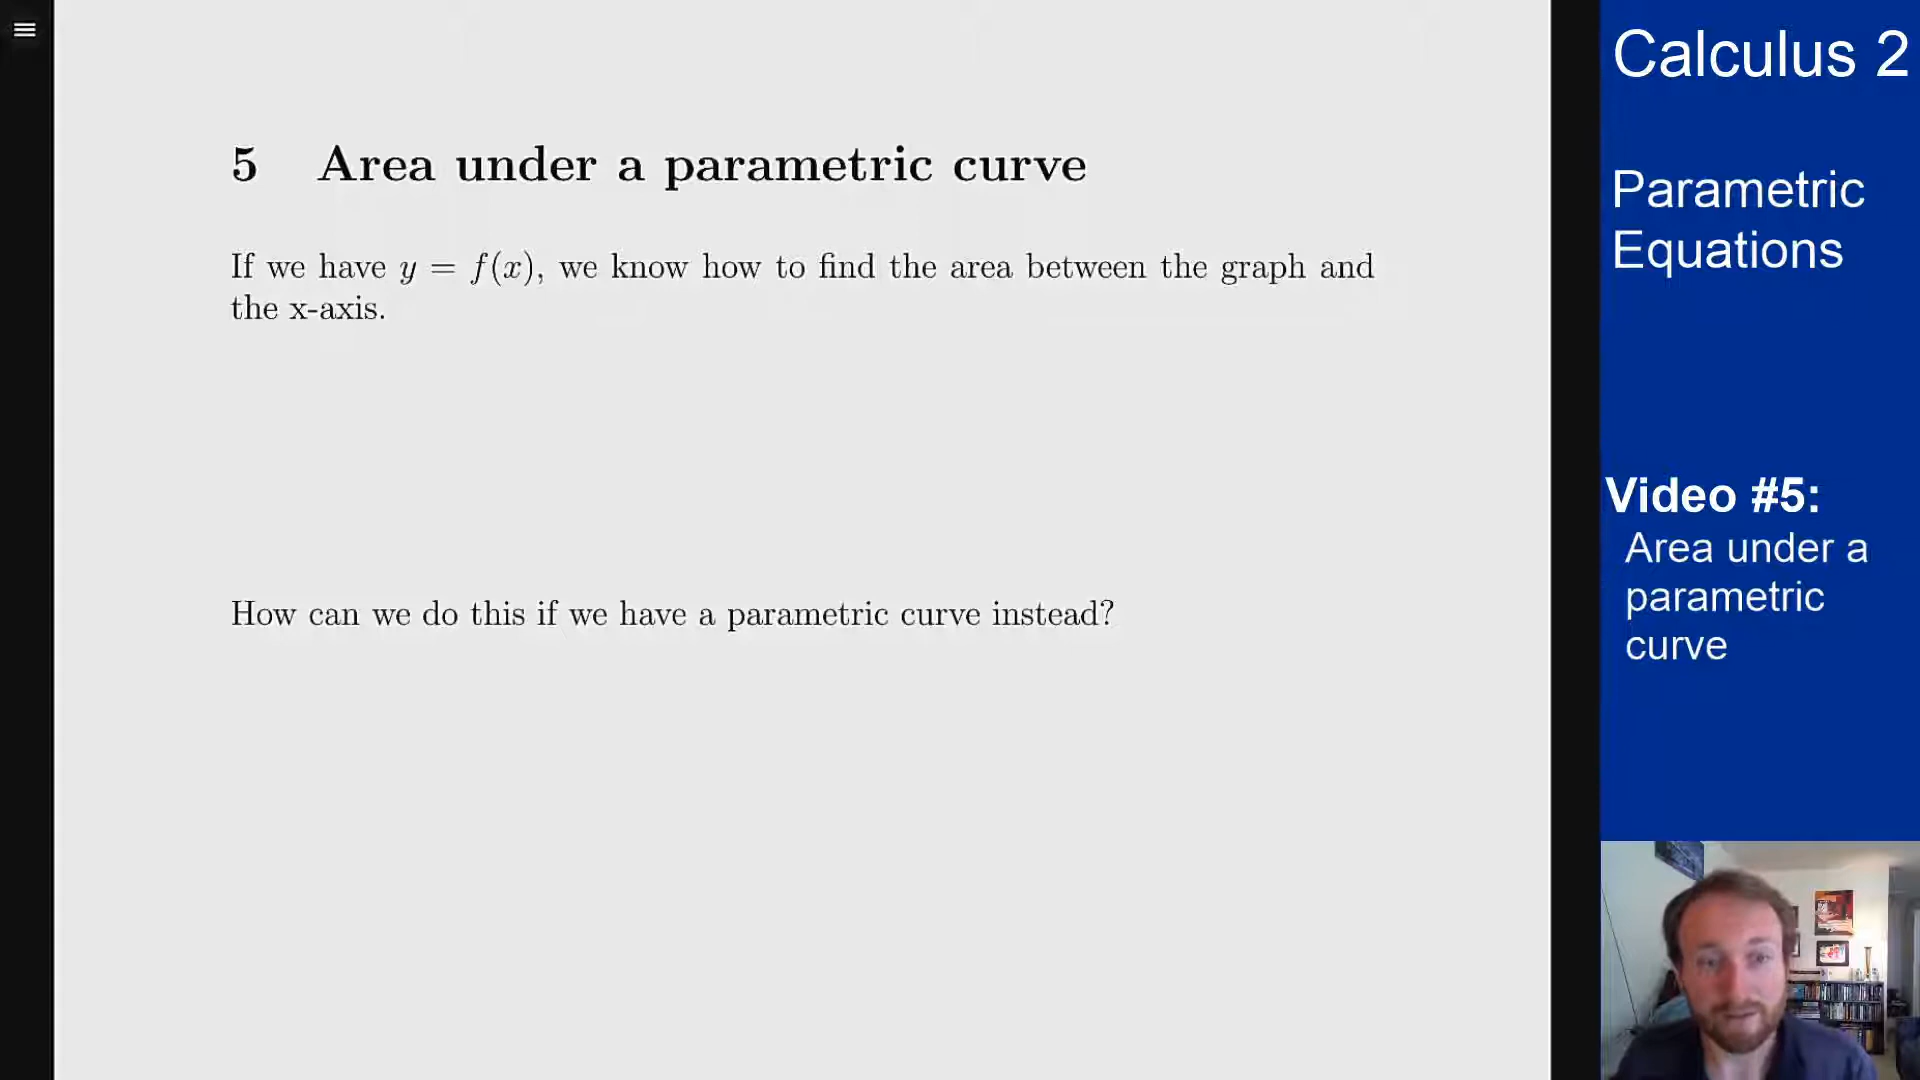 5 Area under a parametric curve
If we have y = f(x), we know how to find the area between the graph and
the x-axis.
How can we do this if we have a parametric curve instead?
Calculus 2
Parametric
Equations
Video #5:
Area under a
parametric
curve